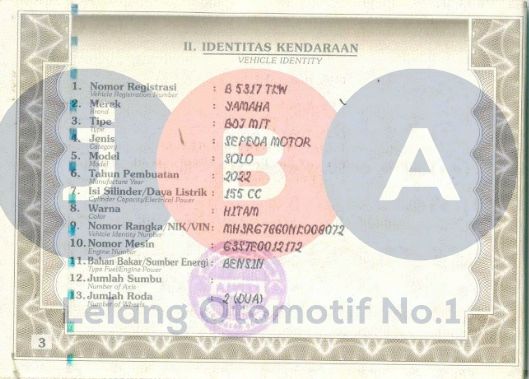 II. IDENTITAS KENDARAAN
VEHICLE IDENTITY
1. Nomor Registrasi : B 5317 TKW
Vehicle Registration Number
2. Merek : YAMAHA
Brand
3. Tipe : BOJ M/T
Type
4. Jenis : SEPEDA MOTOR
Category
5. Model : SOLO
Model
6. Tahun Pembuatan : 2022
Manufacture Year
7. Isi Silinder/Daya Listrik : 155 CC
Cylinder Capacity/Electrical Power
8. Warna : HITAM
Color
9. Nomor Rangka/NIK/VIN :
Vehicle Identity Number
10. Nomor Mesin :
Engine Number
11. Bahan Bakar/Sumber Energi : BENSIN
Type Fuel/Engine Power
12. Jumlah Sumbu :
Number of Axle
13. Jumlah Roda : 2 (DUA)
Number of Wheels
JBA
Lelang Otomotif No.1
3